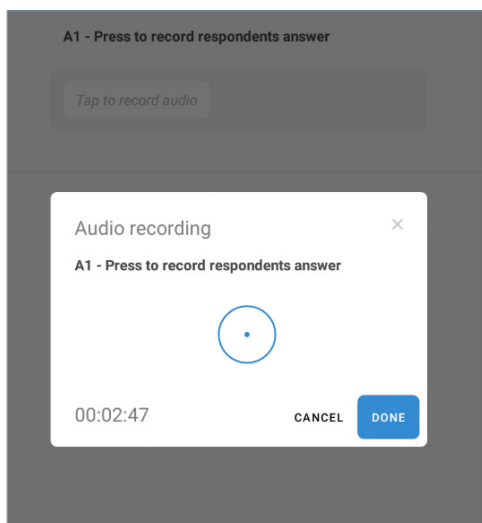 A1 - Press to record respondents answer
Tap to record audio
Audio recording
A1 - Press to record respondents answer
00:02:47
CANCEL
DONE